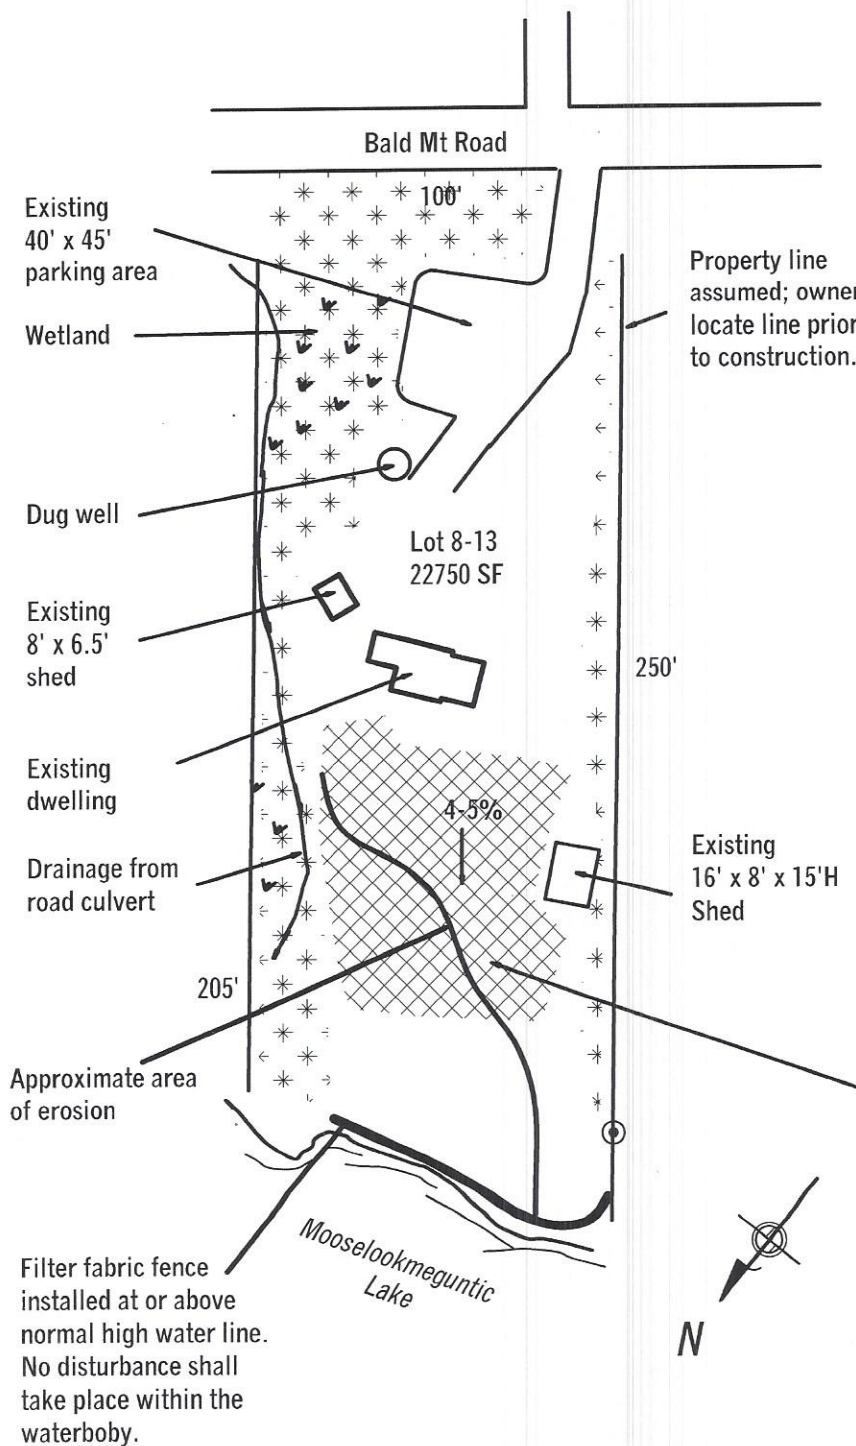 Bald Mt Road
100'
Existing
40' x 45'
parking area
Property line
assumed; owner
locate line prior
to construction.
Wetland
Dug well
Lot 8-13
22750 SF
Existing
8' x 6.5'
shed
250'
Existing
dwelling
4-5%
Existing
16' x 8' x 15'H
Shed
Drainage from
road culvert
205'
Approximate area
of erosion
Mooselookmeguntic
Lake
Filter fabric fence
installed at or above
normal high water line.
No disturbance shall
take place within the
waterboby.
N